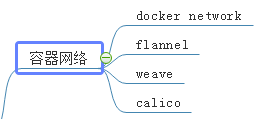 docker network
flannel
容器网络
weave
calico